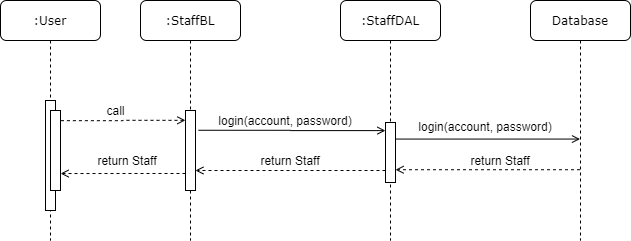 :User
:StaffBL
:StaffDAL
Database
call
login(account, password)
login(account, password)
return Staff
return Staff
return Staff